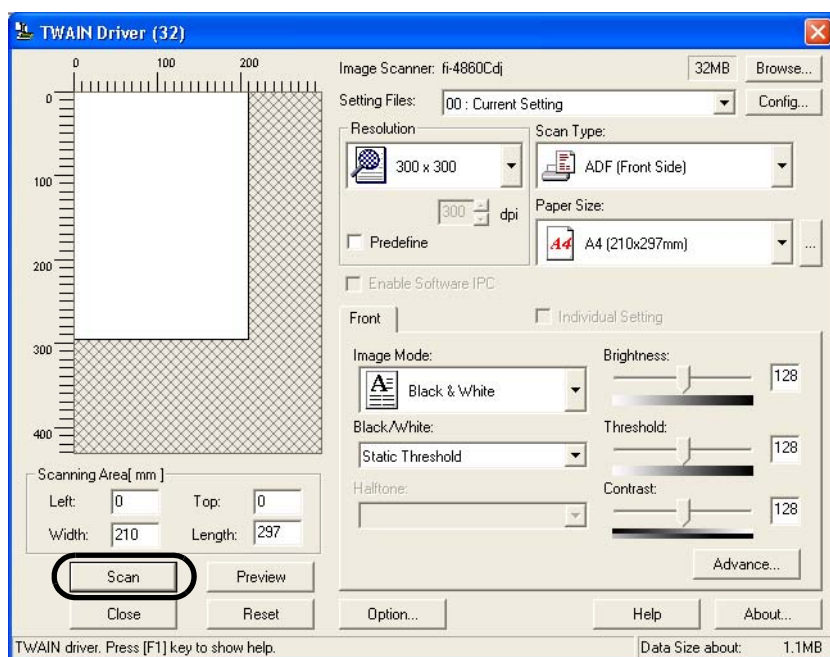 TWAIN Driver (32)
0 100 200
0
100
200
300
400
Scanning Area[ mm ]
Left: 0 Top: 0
Width: 210 Length: 297
Scan Preview
Close Reset
Image Scanner: fi-4860Cdj 32MB Browse...
Setting Files: 00 : Current Setting Config...
Resolution
300 x 300
300 dpi
Predefine
Scan Type:
ADF (Front Side)
Paper Size:
A4 A4 (210x297mm) ...
Enable Software IPC
Front Individual Setting
Image Mode:
A Black & White
Black/White:
Static Threshold
Halftone:
Brightness:
128
Threshold:
128
Contrast:
128
Advance...
Option... Help About...
TWAIN driver. Press [F1] key to show help. Data Size about: 1.1MB